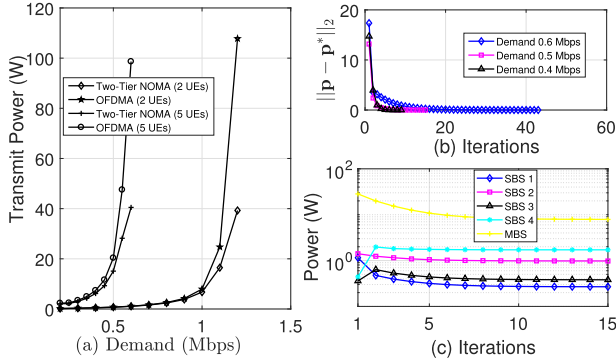 Transmit Power (W)
120
100
80
60
40
20
0
0.5
1
1.5
Two-Tier NOMA (2 UEs)
OFDMA (2 UEs)
Two-Tier NOMA (5 UEs)
OFDMA (5 UEs)
(a) Demand (Mbps)
||p − p*||₂
20
10
0
0
20
40
60
Demand 0.6 Mbps
Demand 0.5 Mbps
Demand 0.4 Mbps
(b) Iterations
Power (W)
10²
10⁰
1
5
10
15
SBS 1
SBS 2
SBS 3
SBS 4
MBS
(c) Iterations